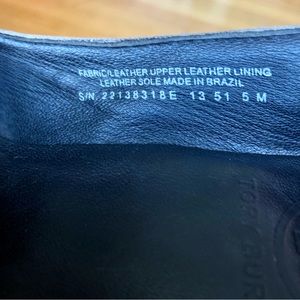 FABRIC/LEATHER UPPER LEATHER LINING
LEATHER SOLE MADE IN BRAZIL
S/N, 22138318E 13 51 5 M